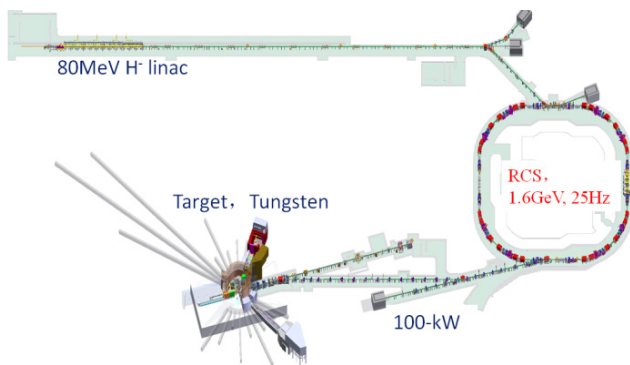 80MeV H⁻ linac
RCS，
1.6GeV, 25Hz
Target，Tungsten
100-kW